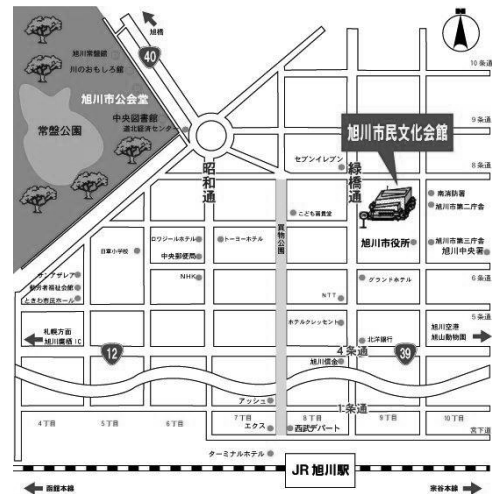 旭橋
40
10条通
旭川常盤館
川のおもしろ館
旭川市公会堂
中央図書館
道北経済センター
常盤公園
9条通
旭川市民文化会館
セブンイレブン
8条通
昭和通
緑橋通
買物公園
こども冨貴堂
南消防署
旭川市第二庁舎
日章小学校
ロワジールホテル
トーヨーホテル
旭川市役所
旭川市第三庁舎
旭川中央署
中央郵便局
サンアザレア
NHK
グランドホテル
6条通
勤労者福祉会館
ときわ市民ホール
NTT
5条通
札幌方面
旭川鷹栖IC
ホテルクレッセント
北洋銀行
旭川空港
旭山動物園
12
4条通
39
旭川信金
アッシュ
1条通
4丁目
5丁目
6丁目
7丁目
8丁目
9丁目
10丁目
エクス
西武デパート
宮下通
ターミナルホテル
JR旭川駅
函館本線
宗谷本線